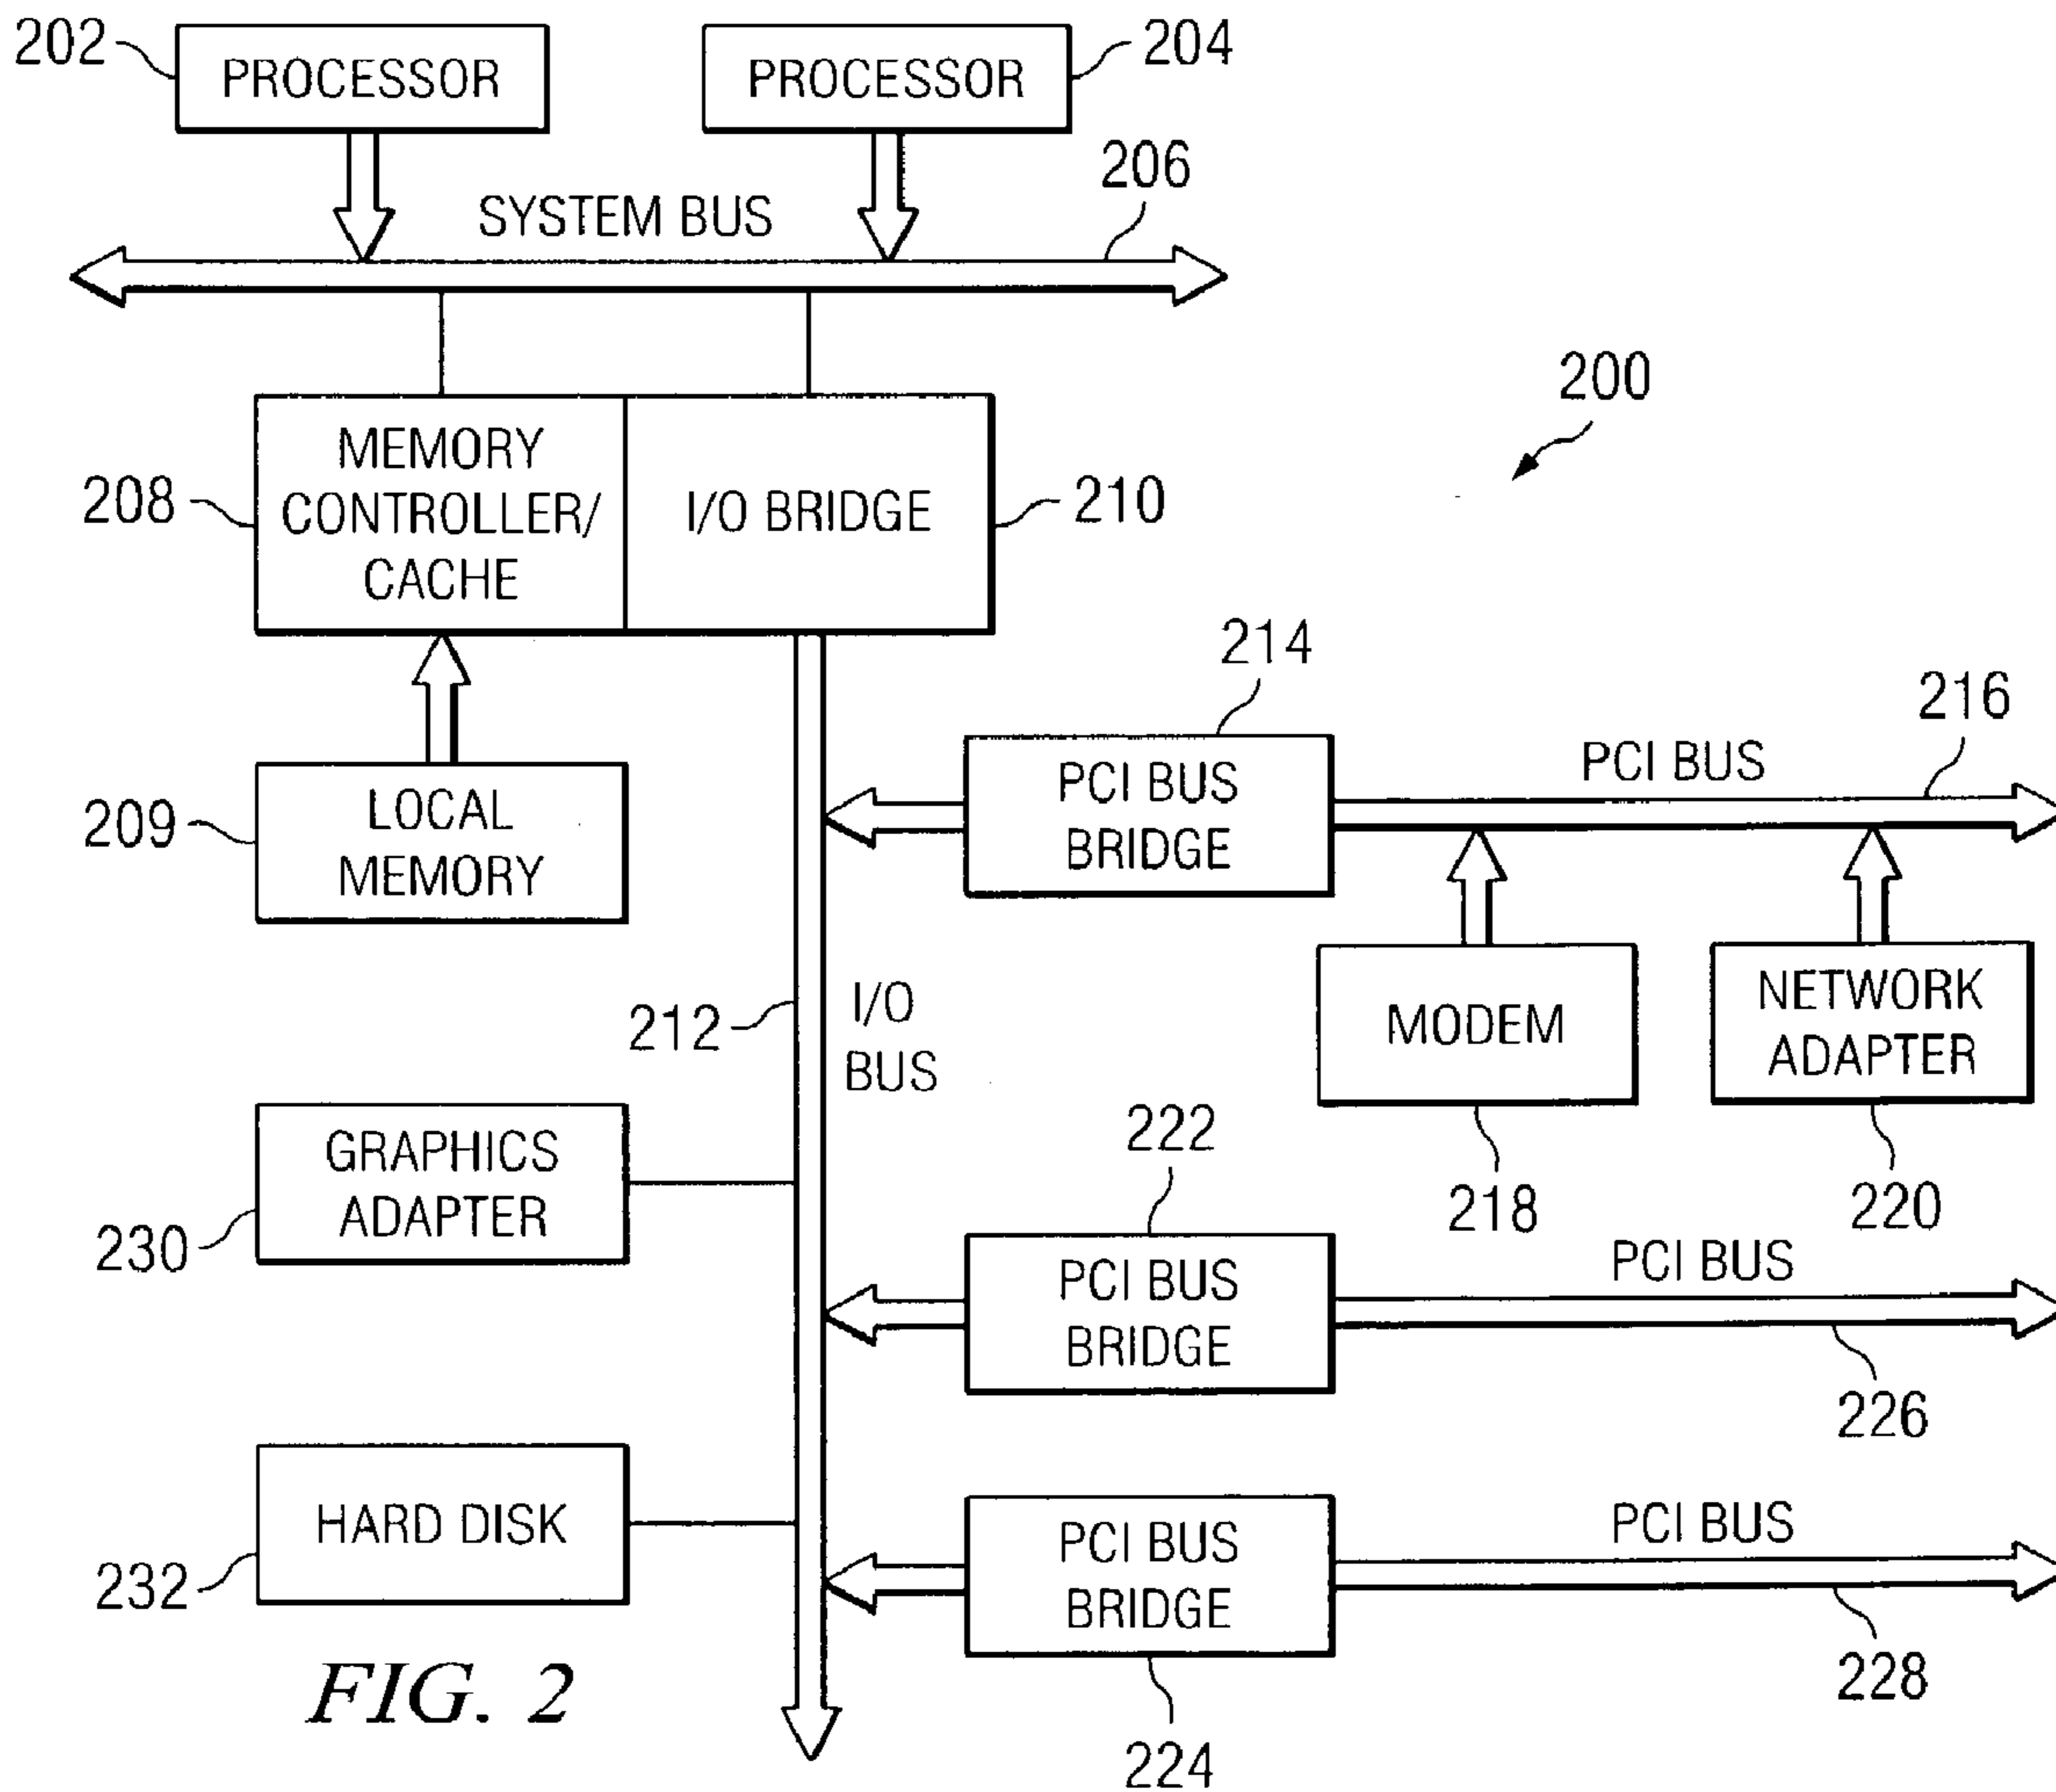 202
PROCESSOR
PROCESSOR
204
206
SYSTEM BUS
200
208
MEMORY
CONTROLLER/
CACHE
I/O BRIDGE
210
214
216
209
LOCAL
MEMORY
PCI BUS
BRIDGE
PCI BUS
212
I/O
BUS
MODEM
NETWORK
ADAPTER
218
220
230
GRAPHICS
ADAPTER
222
PCI BUS
BRIDGE
PCI BUS
226
232
HARD DISK
PCI BUS
BRIDGE
PCI BUS
228
224
FIG. 2